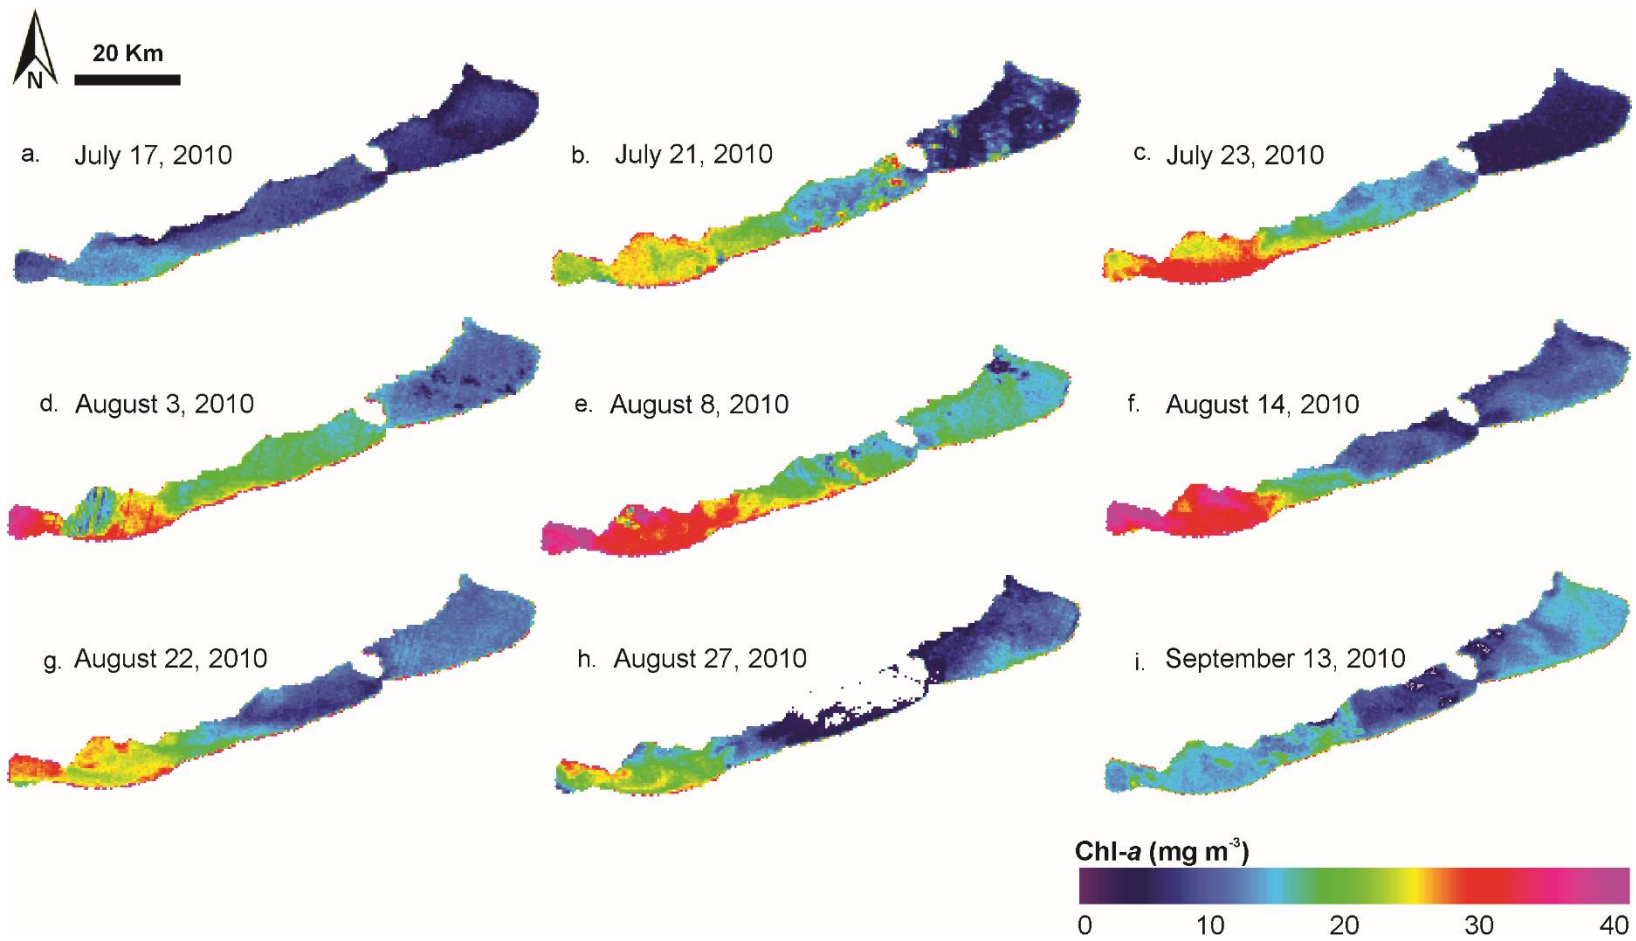 20 Km
N
a. July 17, 2010
b. July 21, 2010
c. July 23, 2010
d. August 3, 2010
e. August 8, 2010
f. August 14, 2010
g. August 22, 2010
h. August 27, 2010
i. September 13, 2010
Chl-a (mg m⁻³)
0 10 20 30 40